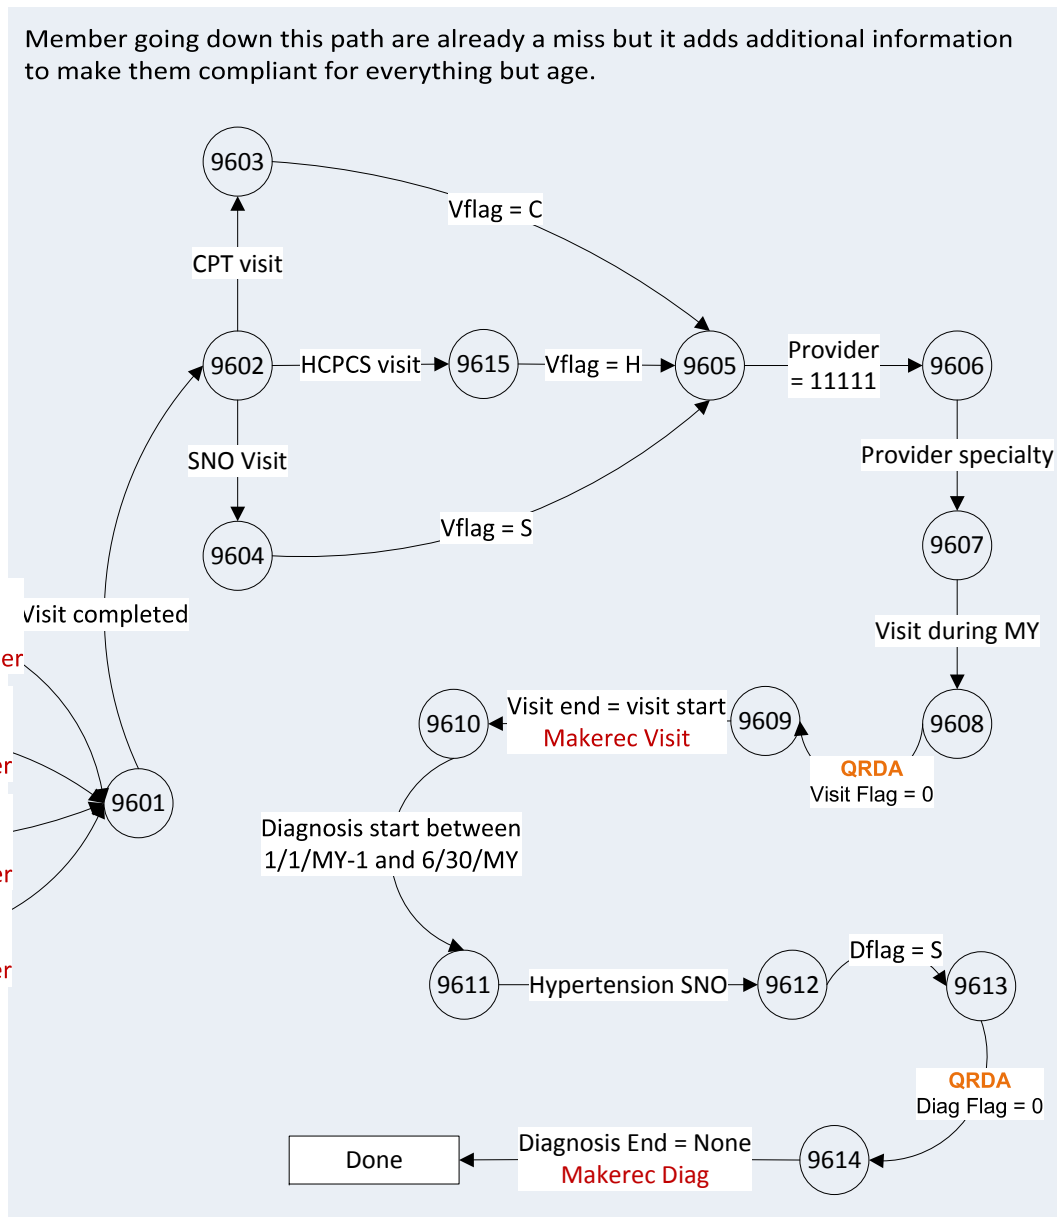 Member going down this path are already a miss but it adds additional information
to make them compliant for everything but age.
9603
Vflag = C
CPT visit
9602
HCPCS visit
9615
Vflag = H
9605
Provider
= 11111
9606
SNO Visit
Provider specialty
9604
Vflag = S
9607
Visit completed
Visit during MY
er
9610
Visit end = visit start
Makerec Visit
9609
9608
QRDA
Visit Flag = 0
er
9601
Diagnosis start between
1/1/MY-1 and 6/30/MY
er
er
9611
Hypertension SNO
9612
Dflag = S
9613
QRDA
Diag Flag = 0
Done
Diagnosis End = None
Makerec Diag
9614